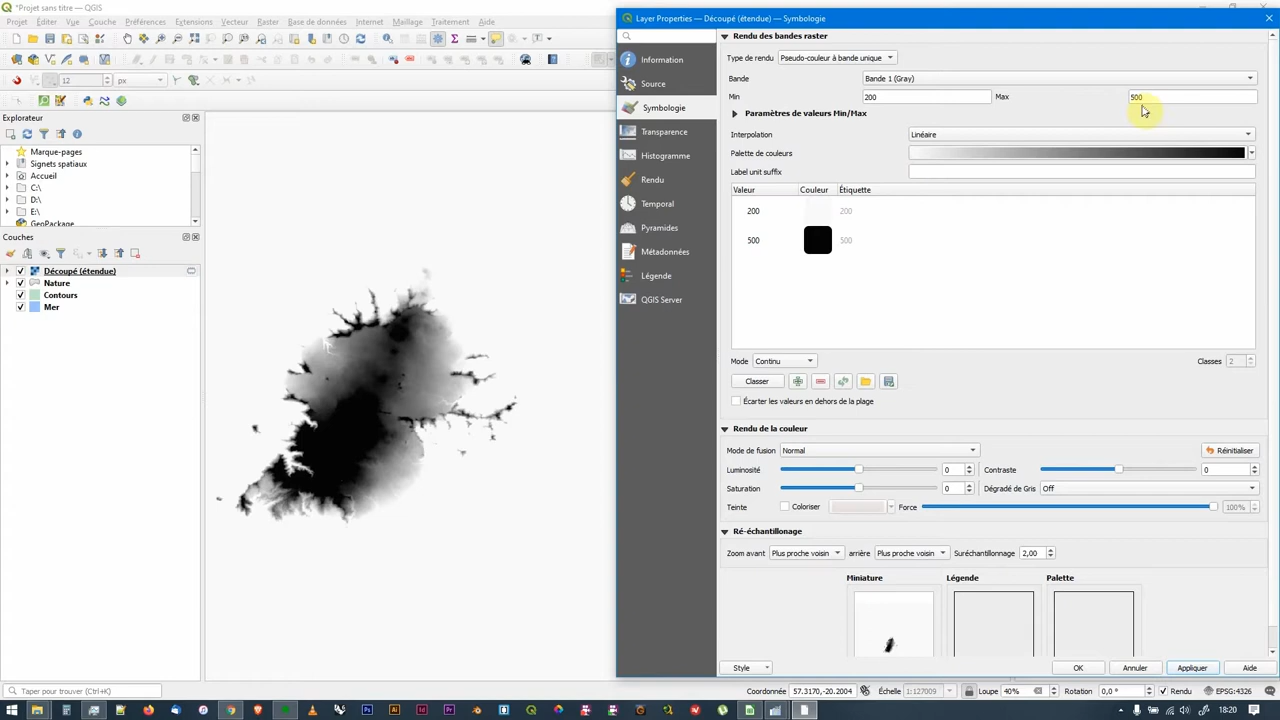 *Projet sans titre — QGIS
Projet Éditer Vue Couche Préférences Extensions Vecteur Raster Base de données Internet Maillage Traitement Aide
12 px
Explorateur
Marque-pages
Signets spatiaux
Accueil
C:\
D:\
E:\
GeoPackage
Couches
Découpé (étendue)
Nature
Contours
Mer
Layer Properties — Découpé (étendue) — Symbologie
Information
Source
Symbologie
Transparence
Histogramme
Rendu
Temporal
Pyramides
Métadonnées
Légende
QGIS Server
Rendu des bandes raster
Type de rendu Pseudo-couleur à bande unique
Bande Bande 1 (Gray)
Min 200 Max 500
Paramètres de valeurs Min/Max
Interpolation Linéaire
Palette de couleurs
Label unit suffix
Valeur Couleur Étiquette
200 200
500 500
Mode Continu Classes 2
Classer
Écarter les valeurs en dehors de la plage
Rendu de la couleur
Mode de fusion Normal Réinitialiser
Luminosité 0 Contraste 0
Saturation 0 Dégradé de Gris Off
Teinte Coloriser Force 100%
Ré-échantillonage
Zoom avant Plus proche voisin arrière Plus proche voisin Suréchantillonnage 2,00
Miniature Légende Palette
Style OK Annuler Appliquer Aide
Taper pour trouver (Ctrl+K) Coordonnée 57.3170,-20.2004 Échelle 1:127009 Loupe 40% Rotation 0,0 ° Rendu EPSG:4326
18:20